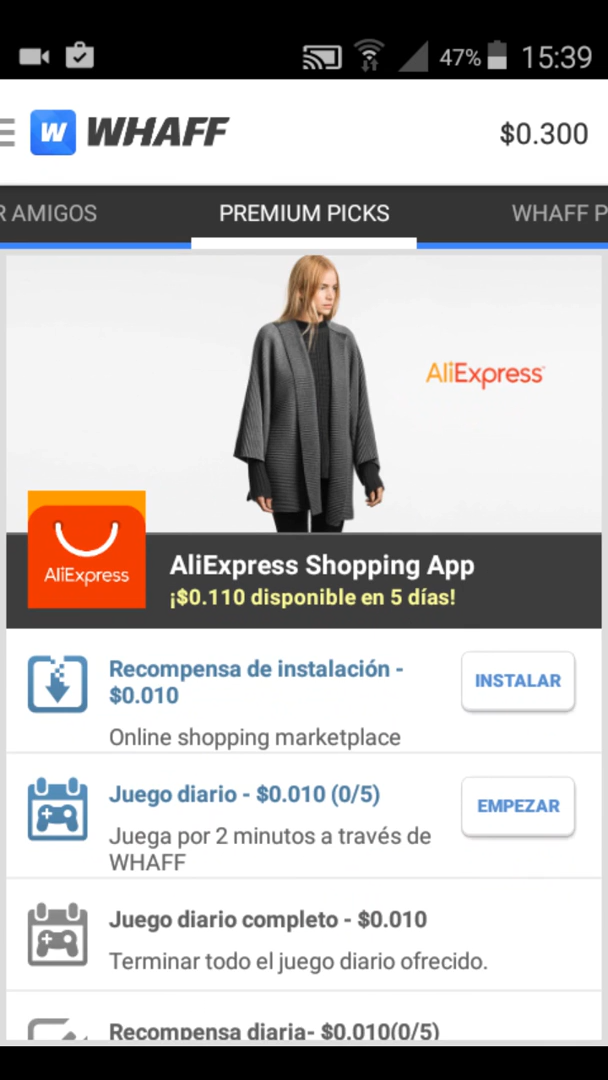 47% 15:39
W WHAFF $0.300
R AMIGOS PREMIUM PICKS WHAFF P
AliExpress
AliExpress
AliExpress Shopping App
¡$0.110 disponible en 5 días!
Recompensa de instalación -
$0.010
INSTALAR
Online shopping marketplace
Juego diario - $0.010 (0/5)
EMPEZAR
Juega por 2 minutos a través de
WHAFF
Juego diario completo - $0.010
Terminar todo el juego diario ofrecido.
Recompensa diaria- $0.010(0/5)